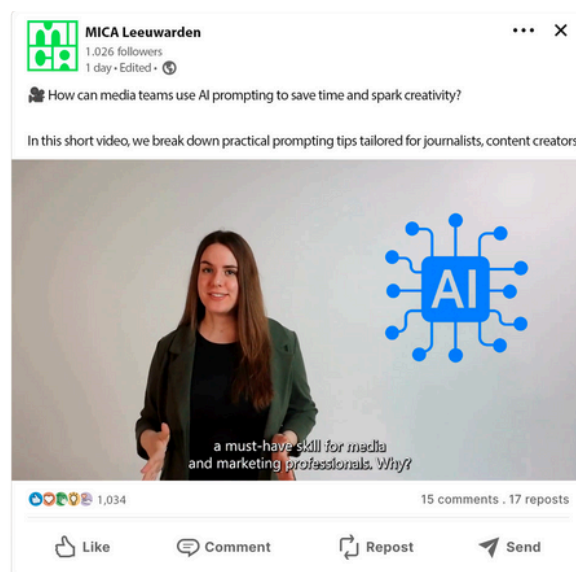 MICA Leeuwarden
1.026 followers
1 day • Edited •
How can media teams use AI prompting to save time and spark creativity?
In this short video, we break down practical prompting tips tailored for journalists, content creators
AI
a must-have skill for media
and marketing professionals. Why?
1,034
15 comments . 17 reposts
Like
Comment
Repost
Send